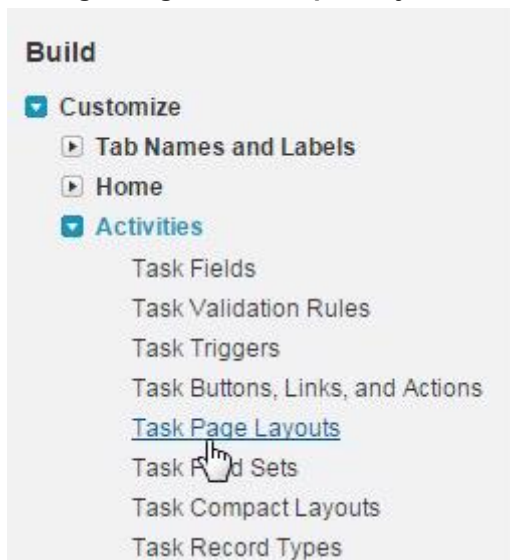 Build
Customize
Tab Names and Labels
Home
Activities
Task Fields
Task Validation Rules
Task Triggers
Task Buttons, Links, and Actions
Task Page Layouts
Task Sets
Task Compact Layouts
Task Record Types